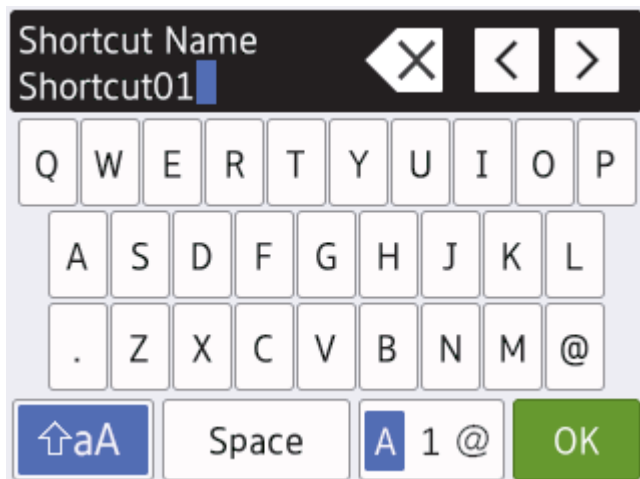 Shortcut Name
Shortcut01
Q W E R T Y U I O P
A S D F G H J K L
. Z X C V B N M @
aA Space A 1 @ OK